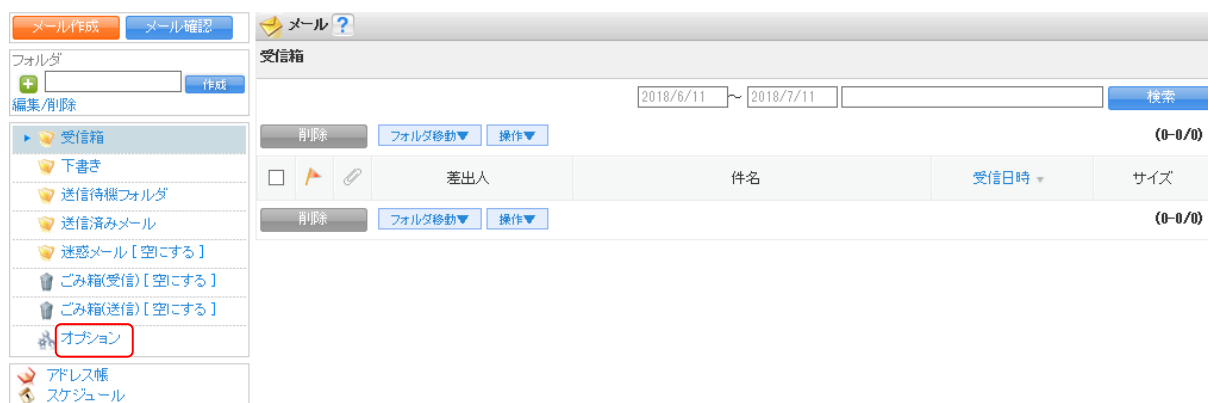 メール作成
メール確認
フォルダ
作成
編集/削除
受信箱
下書き
送信待機フォルダ
送信済みメール
迷惑メール [ 空にする ]
ごみ箱(受信) [ 空にする ]
ごみ箱(送信) [ 空にする ]
オプション
アドレス帳
スケジュール
メール ?
受信箱
2018/6/11 ～ 2018/7/11 検索
削除 フォルダ移動▼ 操作▼ (0-0/0)
差出人 件名 受信日時 ▼ サイズ
削除 フォルダ移動▼ 操作▼ (0-0/0)